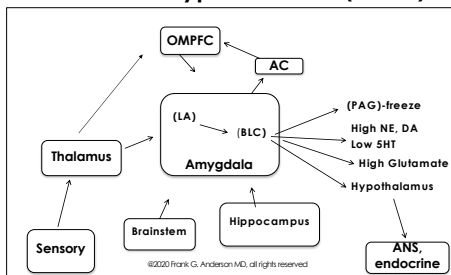 OMPFC
AC
(LA)
(BLC)
Amygdala
(PAG)-freeze
High NE, DA
Low 5HT
High Glutamate
Hypothalamus
Thalamus
Sensory
Brainstem
Hippocampus
ANS,
endocrine
©2020 Frank G. Anderson MD, all rights reserved